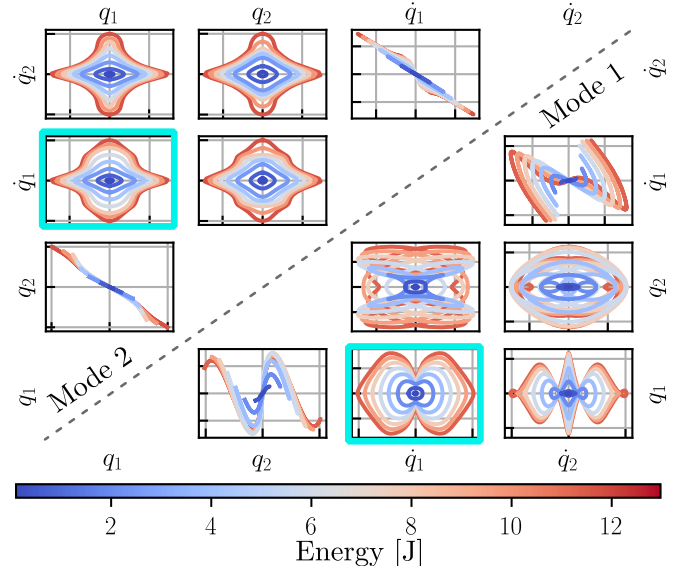 q₁ q₂ q̇₁ q̇₂
q̇₂ q̇₂
Mode 1
q̇₁ q̇₁
q₂ q₂
Mode 2
q₁ q₁
q₁ q₂ q̇₁ q̇₂
2 4 6 8 10 12
Energy [J]